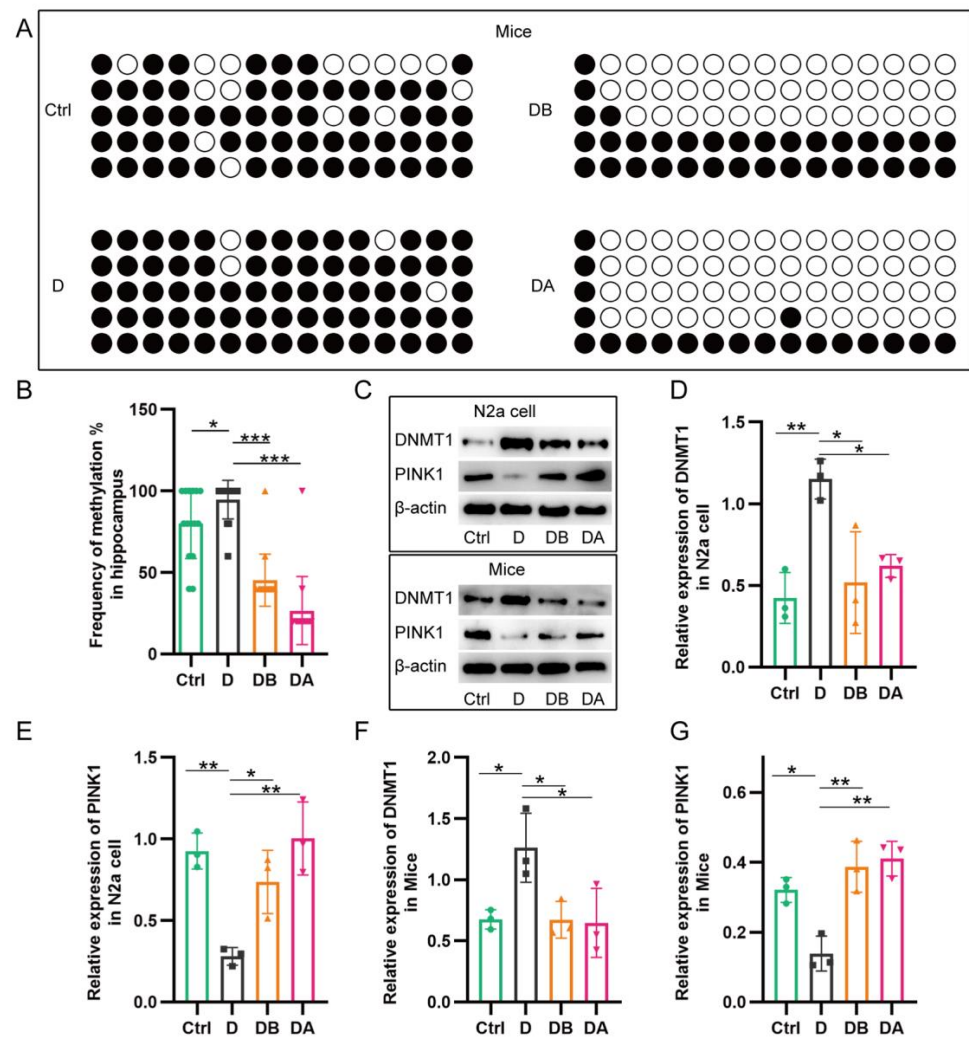 A
Mice
Ctrl
DB
D
DA
B
Frequency of methylation %
in hippocampus
150
100
50
0
*
***
***
Ctrl D DB DA
C
N2a cell
DNMT1
PINK1
β-actin
Ctrl D DB DA
Mice
DNMT1
PINK1
β-actin
Ctrl D DB DA
D
Relative expression of DNMT1
in N2a cell
1.5
1.0
0.5
0.0
**
*
*
Ctrl D DB DA
E
Relative expression of PINK1
in N2a cell
1.5
1.0
0.5
0.0
**
*
**
Ctrl D DB DA
F
Relative expression of DNMT1
in Mice
2.0
1.5
1.0
0.5
0.0
*
*
*
Ctrl D DB DA
G
Relative expression of PINK1
in Mice
0.6
0.4
0.2
0.0
*
**
**
Ctrl D DB DA